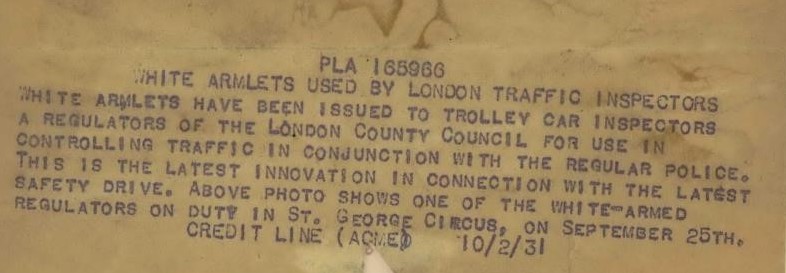 PLA 165966
WHITE ARMLETS USED BY LONDON TRAFFIC INSPECTORS
WHITE ARMLETS HAVE BEEN ISSUED TO TROLLEY CAR INSPECTORS
A REGULATORS OF THE LONDON COUNTY COUNCIL FOR USE IN
CONTROLLING TRAFFIC IN CONJUNCTION WITH THE REGULAR POLICE.
THIS IS THE LATEST INNOVATION IN CONNECTION WITH THE LATEST
SAFETY DRIVE. ABOVE PHOTO SHOWS ONE OF THE WHITE-ARMED
REGULATORS ON DUTY IN ST. GEORGE CIRCUS, ON SEPTEMBER 25TH.
CREDIT LINE (ACME) 10/2/31